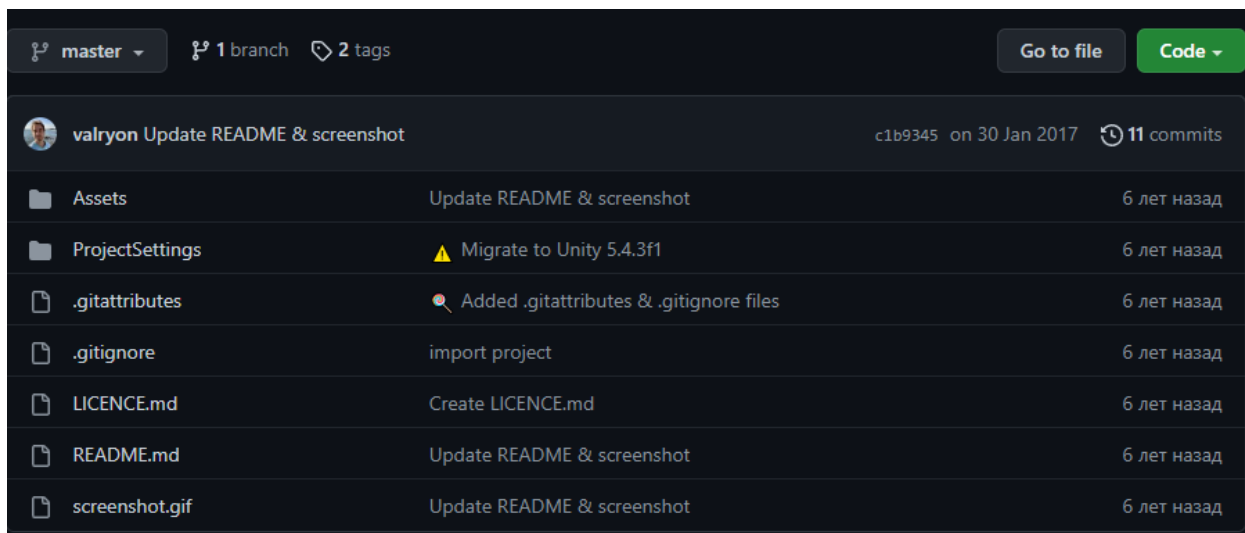 master 1 branch 2 tags Go to file Code
valryon Update README & screenshot c1b9345 on 30 Jan 2017 11 commits
Assets Update README & screenshot 6 лет назад
ProjectSettings Migrate to Unity 5.4.3f1 6 лет назад
.gitattributes Added .gitattributes & .gitignore files 6 лет назад
.gitignore import project 6 лет назад
LICENCE.md Create LICENCE.md 6 лет назад
README.md Update README & screenshot 6 лет назад
screenshot.gif Update README & screenshot 6 лет назад